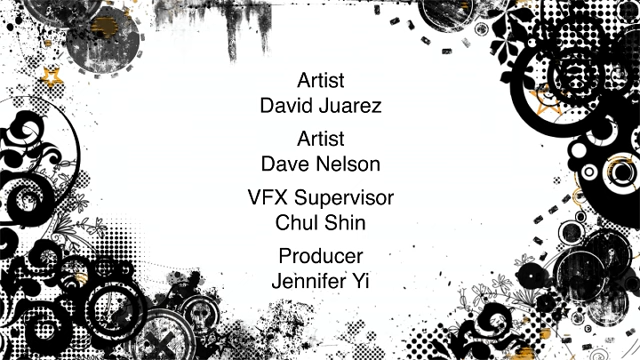 Artist
David Juarez
Artist
Dave Nelson
VFX Supervisor
Chul Shin
Producer
Jennifer Yi